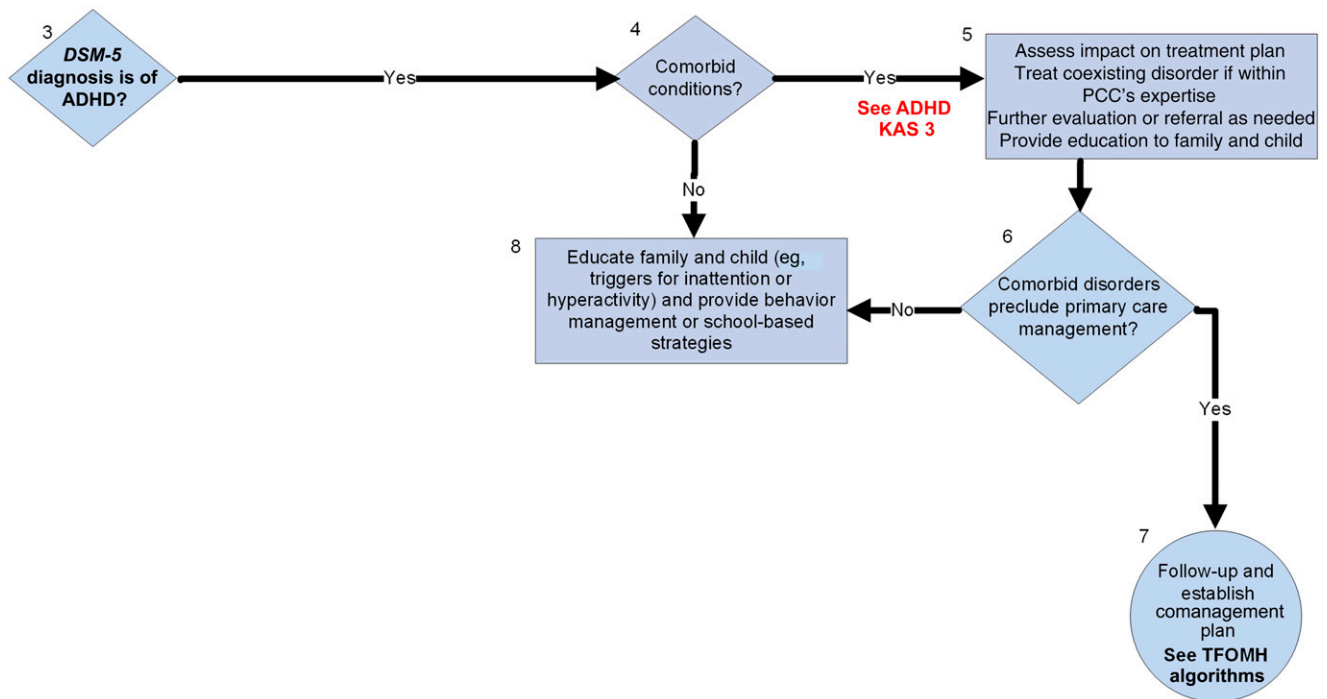 3
DSM-5
diagnosis is of
ADHD?
Yes
4
Comorbid
conditions?
Yes
See ADHD
KAS 3
5
Assess impact on treatment plan
Treat coexisting disorder if within
PCC's expertise
Further evaluation or referral as needed
Provide education to family and child
No
8
Educate family and child (eg,
triggers for inattention or
hyperactivity) and provide behavior
management or school-based
strategies
No
6
Comorbid disorders
preclude primary care
management?
Yes
7
Follow-up and
establish
comanagement
plan
See TFOMH
algorithms